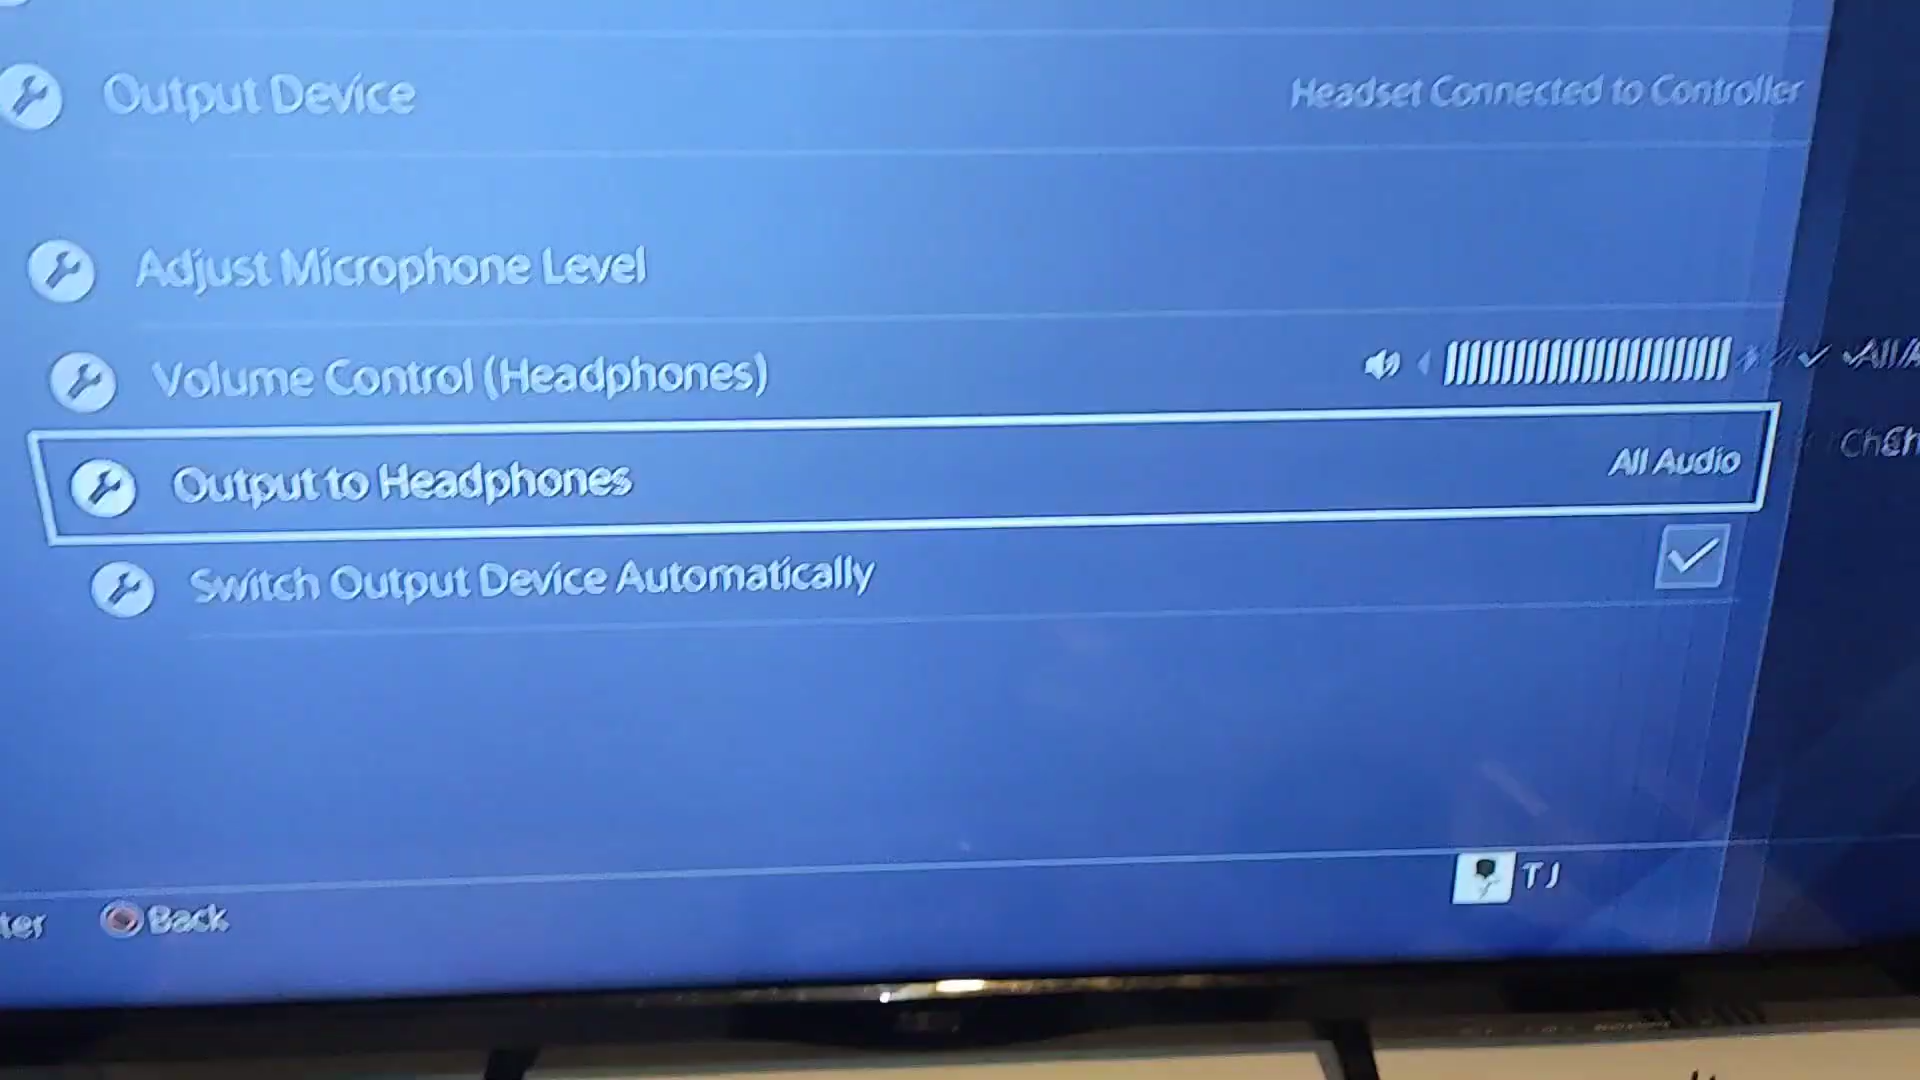 Output Device Headset Connected to Controller
Adjust Microphone Level
Volume Control (Headphones)
Output to Headphones All Audio
Switch Output Device Automatically
Back TJ